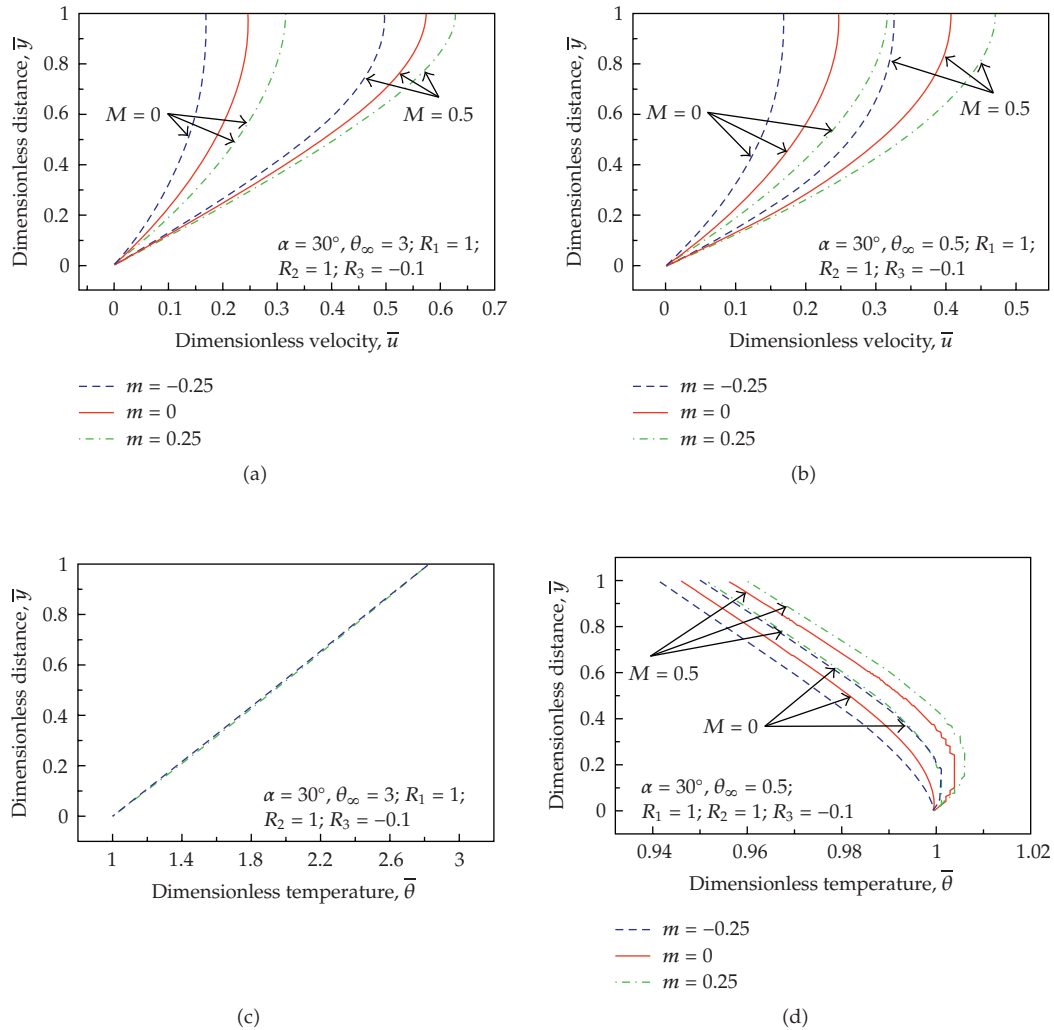 1
0.8
0.6
0.4
0.2
0
Dimensionless distance, y̅
M = 0
M = 0.5
α = 30°, θ∞ = 3; R₁ = 1;
R₂ = 1; R₃ = −0.1
0 0.1 0.2 0.3 0.4 0.5 0.6 0.7
Dimensionless velocity, u̅
m = −0.25
m = 0
m = 0.25
(a)
1
0.8
0.6
0.4
0.2
0
Dimensionless distance, y̅
M = 0
M = 0.5
α = 30°, θ∞ = 0.5; R₁ = 1;
R₂ = 1; R₃ = −0.1
0 0.1 0.2 0.3 0.4 0.5
Dimensionless velocity, u̅
m = −0.25
m = 0
m = 0.25
(b)
1
0.8
0.6
0.4
0.2
0
Dimensionless distance, y̅
α = 30°, θ∞ = 3; R₁ = 1;
R₂ = 1; R₃ = −0.1
1 1.4 1.8 2.2 2.6 3
Dimensionless temperature, θ̅
(c)
1
0.8
0.6
0.4
0.2
0
Dimensionless distance, y̅
M = 0.5
M = 0
α = 30°, θ∞ = 0.5;
R₁ = 1; R₂ = 1; R₃ = −0.1
0.94 0.96 0.98 1 1.02
Dimensionless temperature, θ̅
m = −0.25
m = 0
m = 0.25
(d)